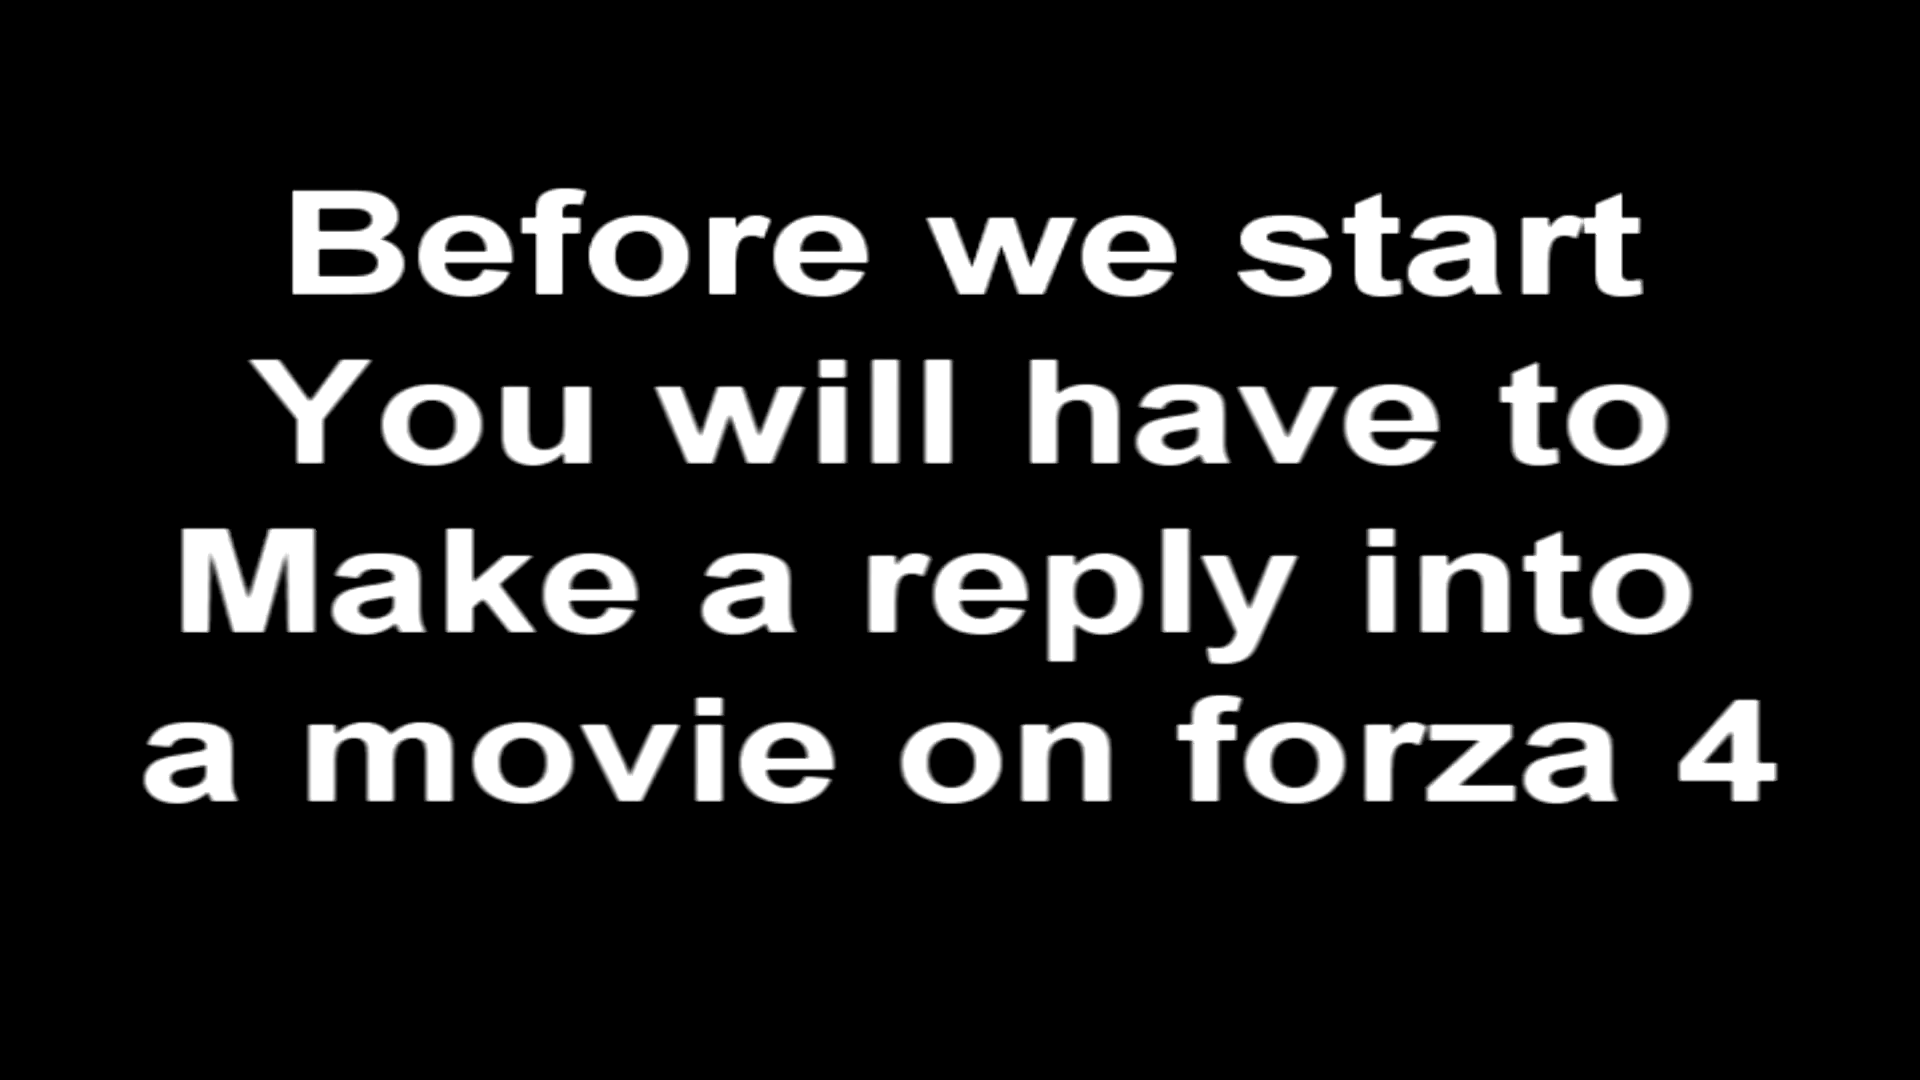 Before we start
You will have to
Make a reply into
a movie on forza 4